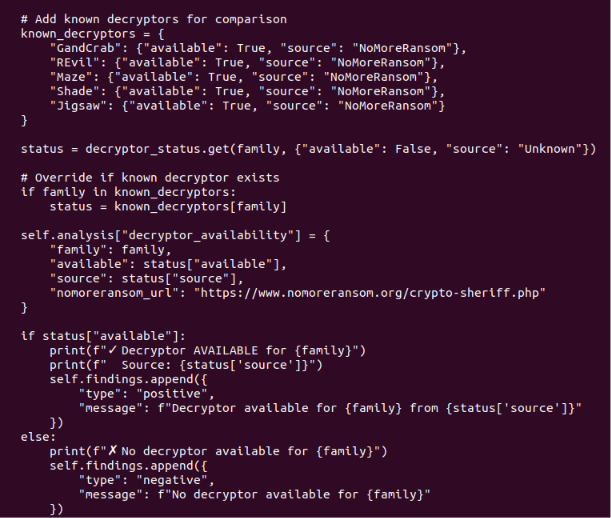 # Add known decryptors for comparison
known_decryptors = {
    "GandCrab": {"available": True, "source": "NoMoreRansom"},
    "REvil": {"available": True, "source": "NoMoreRansom"},
    "Maze": {"available": True, "source": "NoMoreRansom"},
    "Shade": {"available": True, "source": "NoMoreRansom"},
    "Jigsaw": {"available": True, "source": "NoMoreRansom"}
}

status = decryptor_status.get(family, {"available": False, "source": "Unknown"})

# Override if known decryptor exists
if family in known_decryptors:
    status = known_decryptors[family]

self.analysis["decryptor_availability"] = {
    "family": family,
    "available": status["available"],
    "source": status["source"],
    "nomoreransom_url": "https://www.nomoreransom.org/crypto-sheriff.php"
}

if status["available"]:
    print(f"✓ Decryptor AVAILABLE for {family}")
    print(f"  Source: {status['source']}")
    self.findings.append({
        "type": "positive",
        "message": f"Decryptor available for {family} from {status['source']}"
    })
else:
    print(f"✗ No decryptor available for {family}")
    self.findings.append({
        "type": "negative",
        "message": f"No decryptor available for {family}"
    })